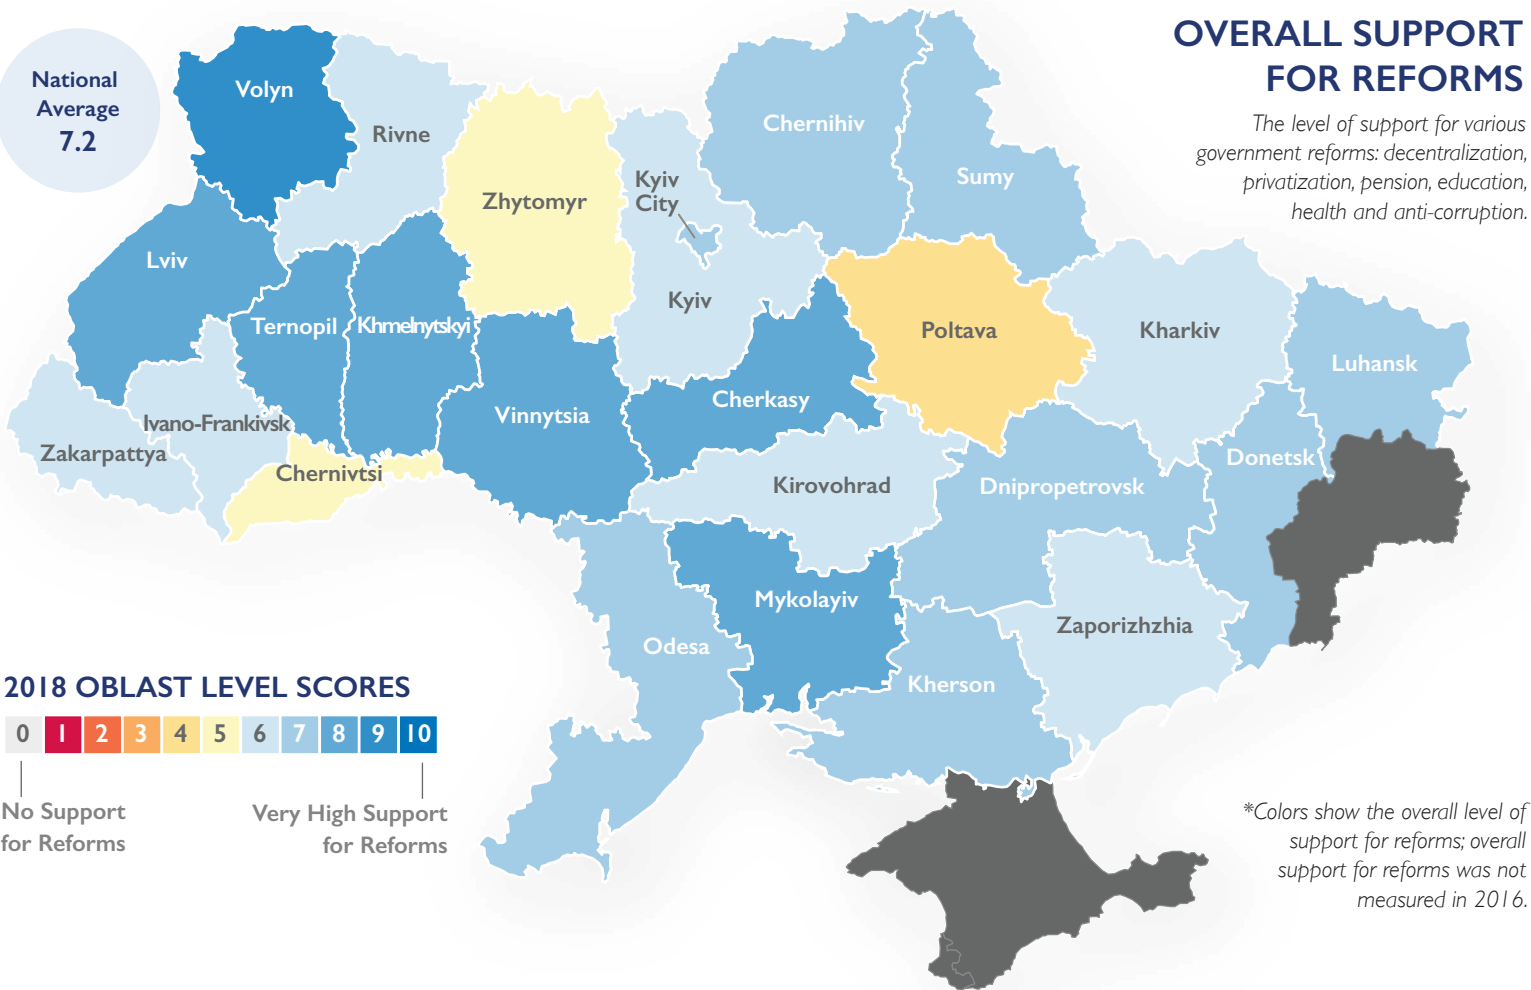 OVERALL SUPPORT
FOR REFORMS
The level of support for various
government reforms: decentralization,
privatization, pension, education,
health and anti-corruption.
National
Average
7.2
Volyn
Rivne
Zhytomyr
Kyiv
City
Kyiv
Chernihiv
Sumy
Lviv
Ternopil
Khmelnytskyi
Vinnytsia
Cherkasy
Poltava
Kharkiv
Luhansk
Ivano-Frankivsk
Zakarpattya
Chernivtsi
Kirovohrad
Dnipropetrovsk
Donetsk
Mykolayiv
Odesa
Zaporizhzhia
Kherson
2018 OBLAST LEVEL SCORES
0 1 2 3 4 5 6 7 8 9 10
No Support
for Reforms
Very High Support
for Reforms
*Colors show the overall level of
support for reforms; overall
support for reforms was not
measured in 2016.